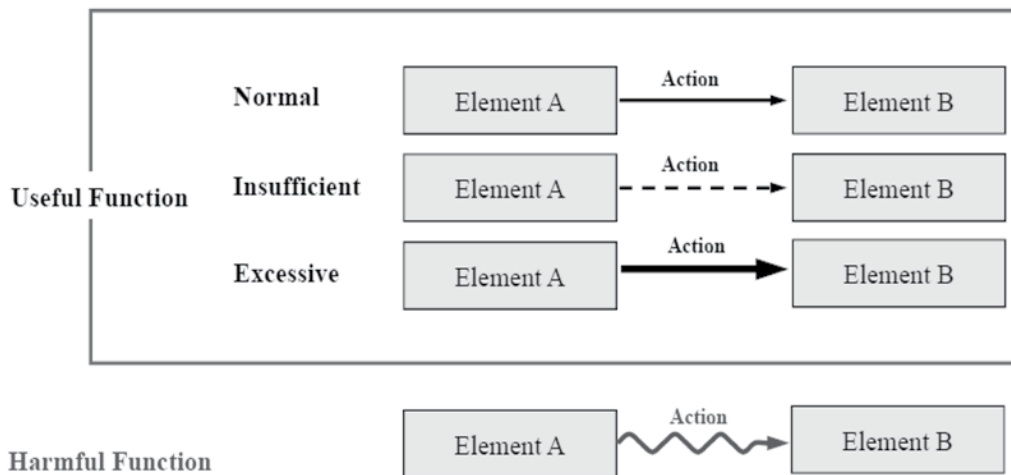 Normal
Element A
Action
Element B
Useful Function
Insufficient
Element A
Action
Element B
Excessive
Element A
Action
Element B
Harmful Function
Element A
Action
Element B